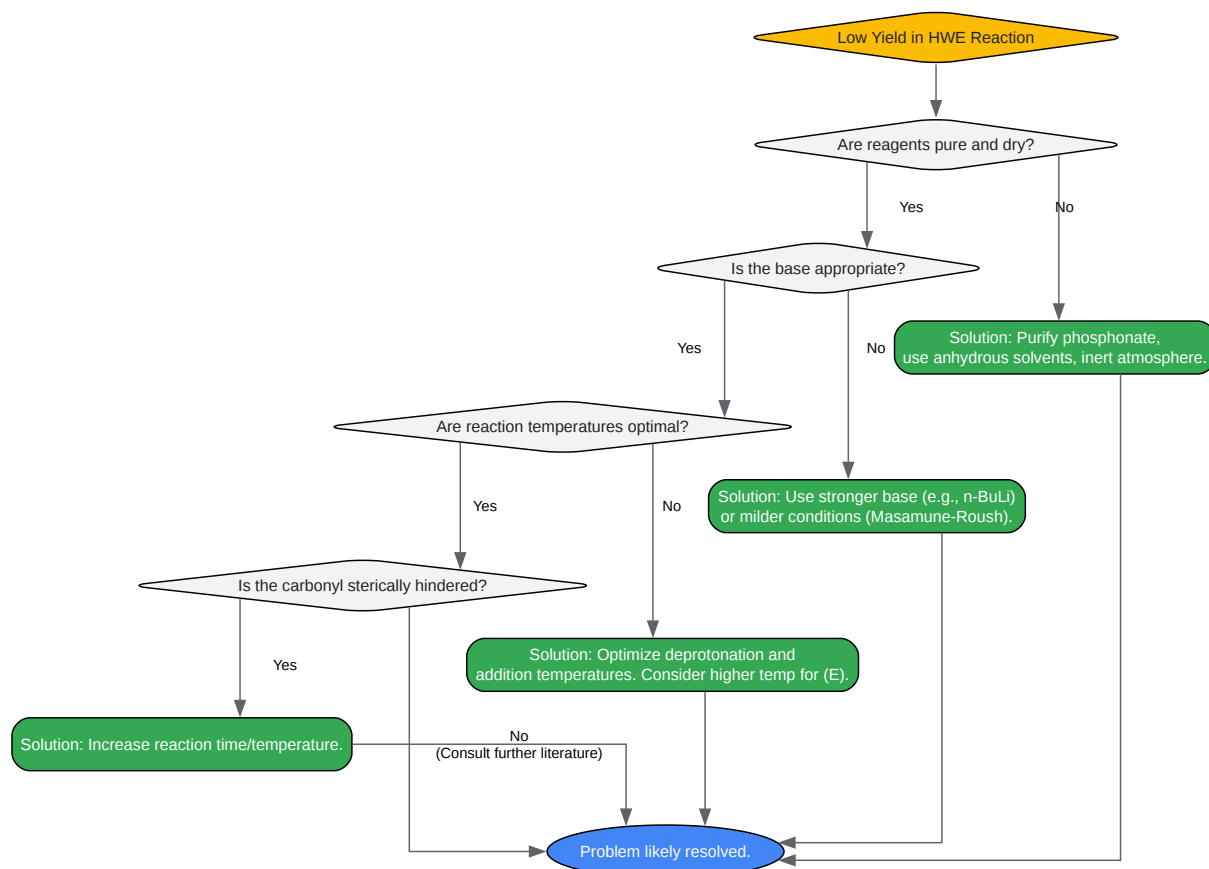 Low Yield in HWE Reaction
Are reagents pure and dry?
Yes
No
Is the base appropriate?
Solution: Purify phosphonate,
use anhydrous solvents, inert atmosphere.
Yes
No
Are reaction temperatures optimal?
Solution: Use stronger base (e.g., n-BuLi)
or milder conditions (Masamune-Roush).
Yes
No
Is the carbonyl sterically hindered?
Solution: Optimize deprotonation and
addition temperatures. Consider higher temp for (E).
Yes
Solution: Increase reaction time/temperature.
No
(Consult further literature)
Problem likely resolved.